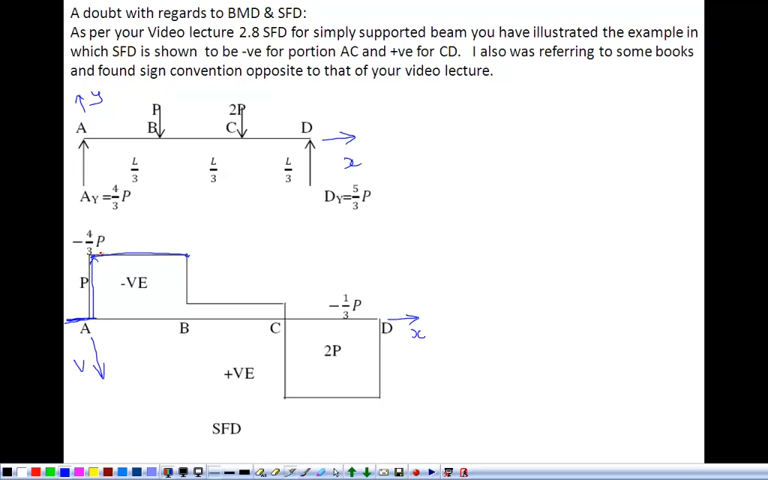 A doubt with regards to BMD & SFD:
As per your Video lecture 2.8 SFD for simply supported beam you have illustrated the example in
which SFD is shown to be -ve for portion AC and +ve for CD. I also was referring to some books
and found sign convention opposite to that of your video lecture.
y
P 2P
A B C D
x
L/3 L/3 L/3
AY =4/3 P DY=5/3 P
-4/3 P
P -VE
-1/3 P
A B C D
x
V 2P
+VE
SFD